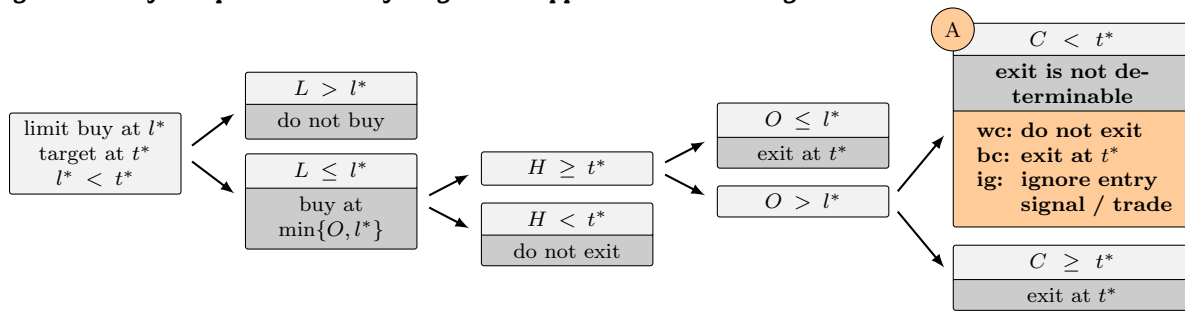 limit buy at l*
target at t*
l* < t*
L > l*
do not buy
L ≤ l*
buy at
min{O, l*}
H ≥ t*
H < t*
do not exit
O ≤ l*
exit at t*
O > l*
A
C < t*
exit is not de-
terminable
wc: do not exit
bc: exit at t*
ig: ignore entry
signal / trade
C ≥ t*
exit at t*